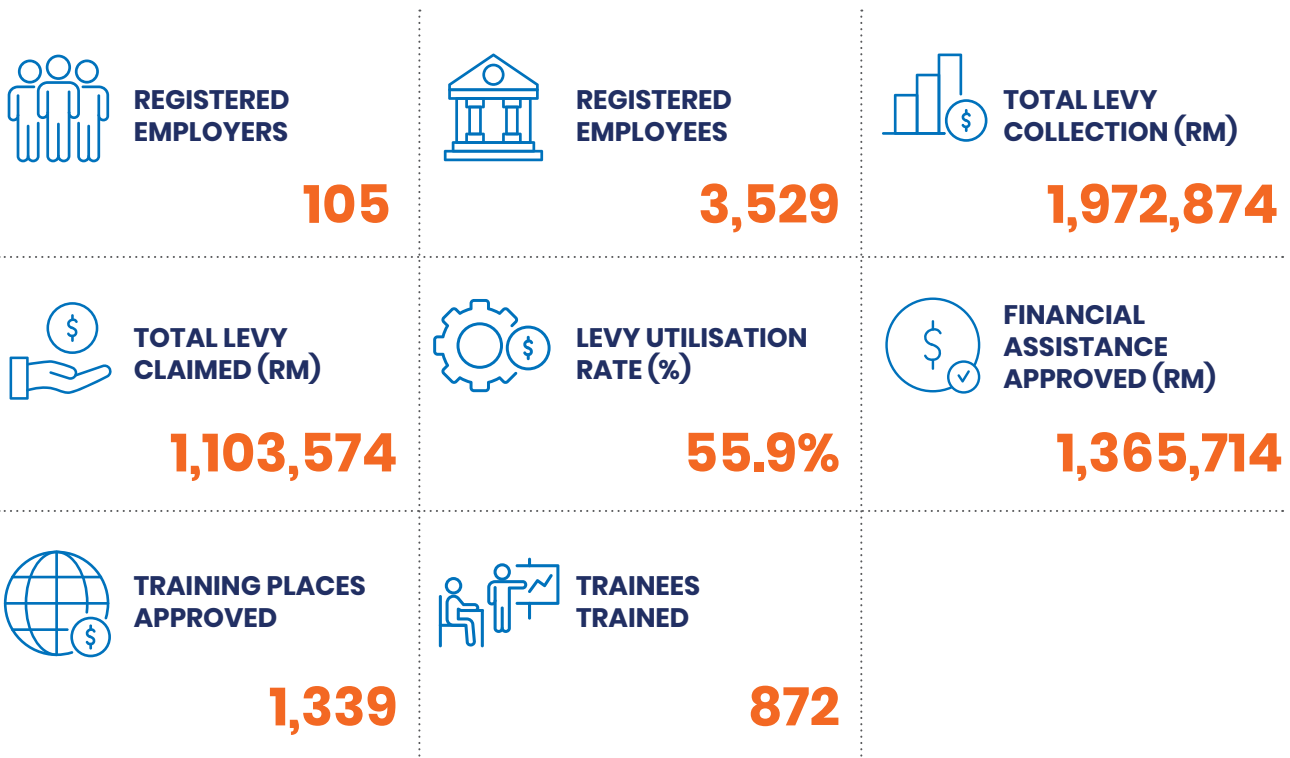 REGISTERED
EMPLOYERS
105
REGISTERED
EMPLOYEES
3,529
TOTAL LEVY
COLLECTION (RM)
1,972,874
TOTAL LEVY
CLAIMED (RM)
1,103,574
LEVY UTILISATION
RATE (%)
55.9%
FINANCIAL
ASSISTANCE
APPROVED (RM)
1,365,714
TRAINING PLACES
APPROVED
1,339
TRAINEES
TRAINED
872